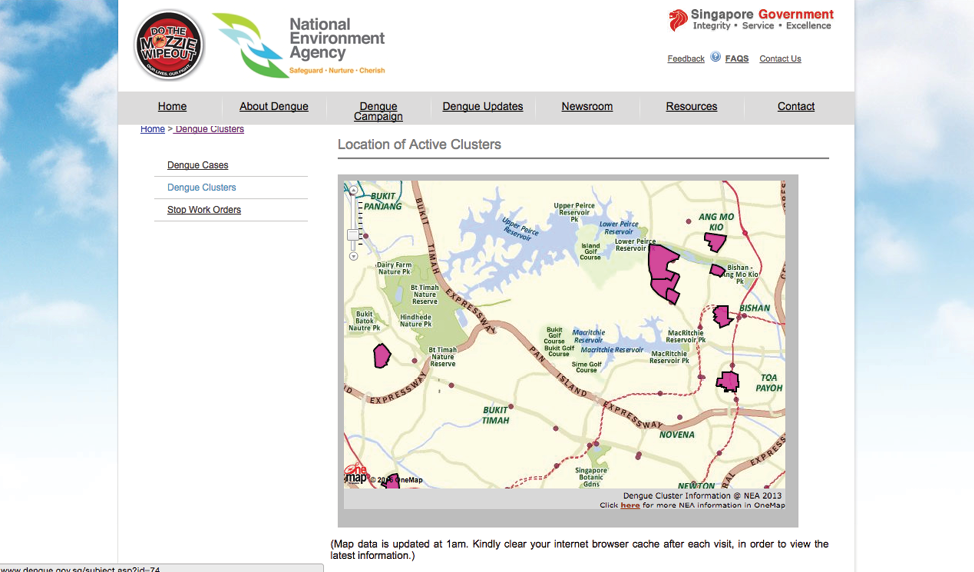 DO THE
MOZZIE
WIPEOUT
OUR LIVES, OUR FIGHT
National
Environment
Agency
Safeguard • Nurture • Cherish
Singapore Government
Integrity • Service • Excellence
Feedback FAQS Contact Us
Home About Dengue Dengue Campaign Dengue Updates Newsroom Resources Contact
Home > Dengue Clusters
Dengue Cases
Dengue Clusters
Stop Work Orders
Location of Active Clusters
BUKIT
PANJANG
BUKIT TIMAH EXPRESSWAY
Upper Peirce
Reservoir
Upper Peirce
Reservoir
Pk
Lower Peirce
Reservoir
Lower Peirce
Reservoir
Island
Golf
Course
ANG MO
KIO
Bishan -
Ang Mo Kio
Pk
BISHAN
Dairy Farm
Nature Pk
Bt Timah
Nature
Reserve
Hindhede
Nature Pk
Bukit
Batok
Nautre Pk
Bt Timah
Nature
Reserve
Bukit
Golf
Course
Bukit Golf
Course
Macritchie
Reservoir
Macritchie Reservoir
MacRitchie
Reservoir Pk
MacRitchie
Reservoir Pk
Sime Golf
Course
PAN ISLAND EXPRESSWAY
EXPRESSWAY
TOA
PAYOH
BUKIT
TIMAH
NOVENA
Singapore
Botanic
Gdns
NEWTON
one
map
OneMap
Dengue Cluster Information @ NEA 2013
Click here for more NEA information in OneMap
(Map data is updated at 1am. Kindly clear your internet browser cache after each visit, in order to view the
latest information.)
www.dengue.gov.sg/subject.asp?id=74